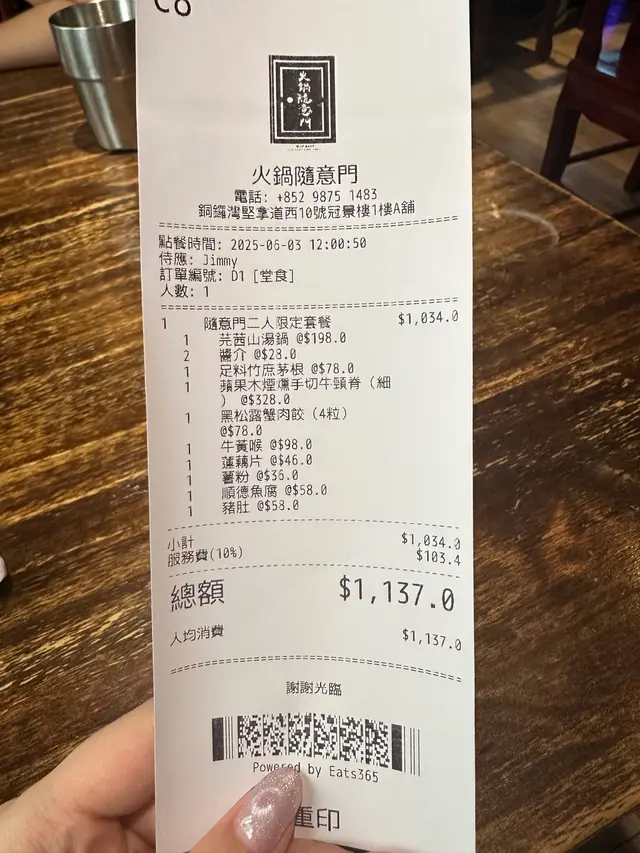 C8
火鍋隨意門
火鍋隨意門
電話: +852 9875 1483
銅鑼灣堅拿道西10號冠景樓1樓A舖
點餐時間: 2025-06-03 12:00:50
侍應: Jimmy
訂單編號: D1 [堂食]
人數: 1
1 隨意門二人限定套餐 $1,034.0
1 芫茜山湯鍋 @$198.0
2 醬介 @$28.0
1 足料竹庶茅根 @$78.0
1 蘋果木煙燻手切牛頸脊（細
） @$328.0
1 黑松露蟹肉餃（4粒）
@$78.0
1 牛黃喉 @$98.0
1 蓮藕片 @$46.0
1 薯粉 @$36.0
1 順德魚腐 @$58.0
1 豬肚 @$58.0
小計 $1,034.0
服務費(10%) $103.4
總額 $1,137.0
人均消費 $1,137.0
謝謝光臨
Powered by Eats365
重印